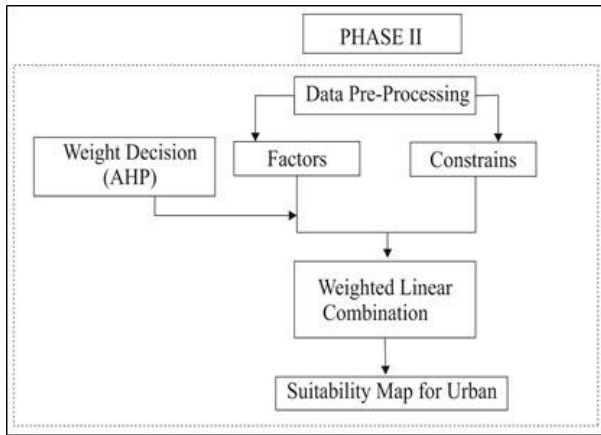 PHASE II
Data Pre-Processing
Weight Decision
(AHP)
Factors
Constrains
Weighted Linear
Combination
Suitability Map for Urban